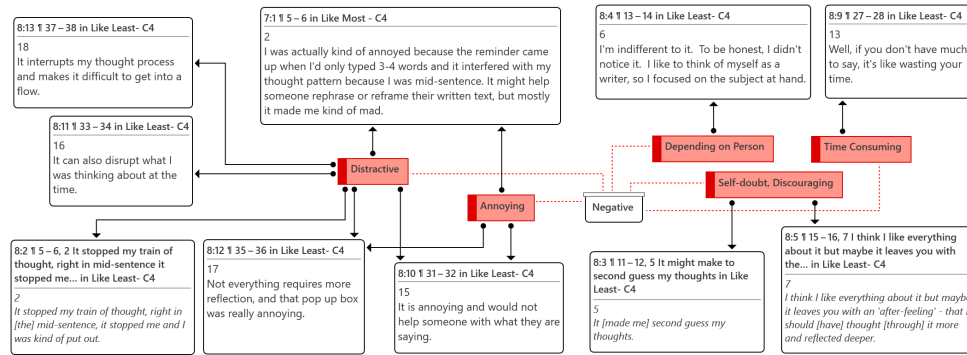 8:13 ¶ 37 – 38 in Like Least- C4
18
It interrupts my thought process
and makes it difficult to get into a
flow.
7:1 ¶ 5 – 6 in Like Most - C4
2
I was actually kind of annoyed because the reminder came
up when I'd only typed 3-4 words and it interfered with my
thought pattern because I was mid-sentence. It might help
someone rephrase or reframe their written text, but mostly
it made me kind of mad.
8:4 ¶ 13 – 14 in Like Least- C4
6
I'm indifferent to it. To be honest, I didn't
notice it. I like to think of myself as a
writer, so I focused on the subject at hand.
8:9 ¶ 27 – 28 in Like Least- C4
13
Well, if you don't have much
to say, it's like wasting your
time.
8:11 ¶ 33 – 34 in Like Least- C4
16
It can also disrupt what I
was thinking about at the
time.
Distractive
Depending on Person
Time Consuming
Self-doubt, Discouraging
Annoying
Negative
8:2 ¶ 5 – 6, 2 It stopped my train of
thought, right in mid-sentence it
stopped me... in Like Least- C4
2
It stopped my train of thought, right in
[the] mid-sentence, it stopped me and I
was kind of put out.
8:12 ¶ 35 – 36 in Like Least- C4
17
Not everything requires more
reflection, and that pop up box
was really annoying.
8:10 ¶ 31 – 32 in Like Least- C4
15
It is annoying and would not
help someone with what they are
saying.
8:3 ¶ 11 – 12, 5 It might make to
second guess my thoughts in Like
Least- C4
5
It [made me] second guess my
thoughts.
8:5 ¶ 15 – 16, 7 I think I like everything
about it but maybe it leaves you with
the... in Like Least- C4
7
I think I like everything about it but maybe
it leaves you with an 'after-feeling' - that I
should [have] thought [through] it more
and reflected deeper.